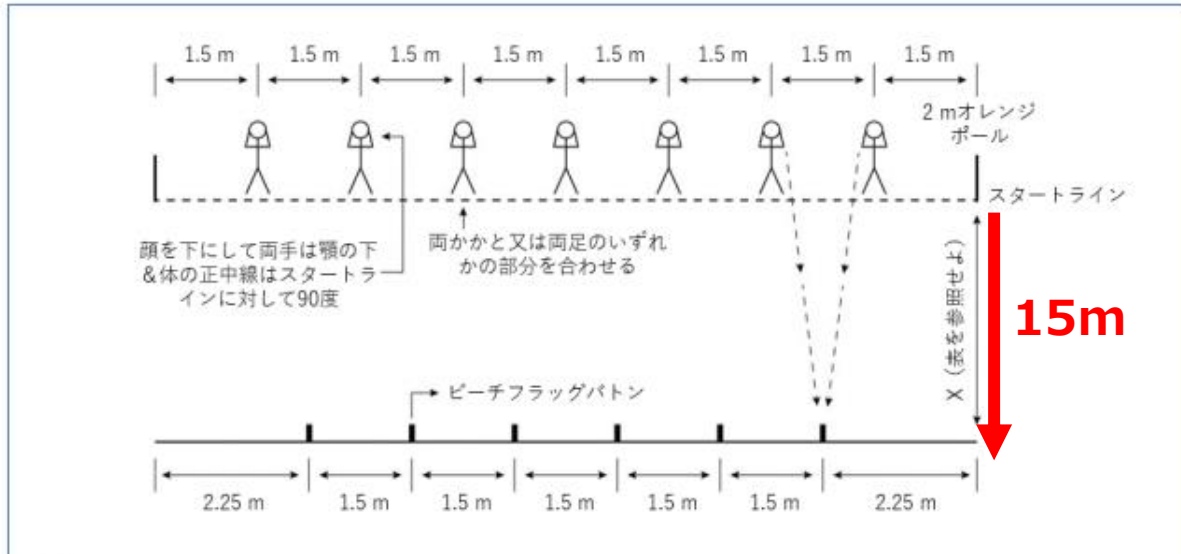 1.5 m
1.5 m
1.5 m
1.5 m
1.5 m
1.5 m
1.5 m
1.5 m
2 mオレンジ
ポール
スタートライン
顔を下にして両手は顎の下
&体の正中線はスタートラ
インに対して90度
両かかと又は両足のいずれ
かの部分を合わせる
X（表を参照せよ）
15m
ビーチフラッグバトン
2.25 m
1.5 m
1.5 m
1.5 m
1.5 m
1.5 m
2.25 m